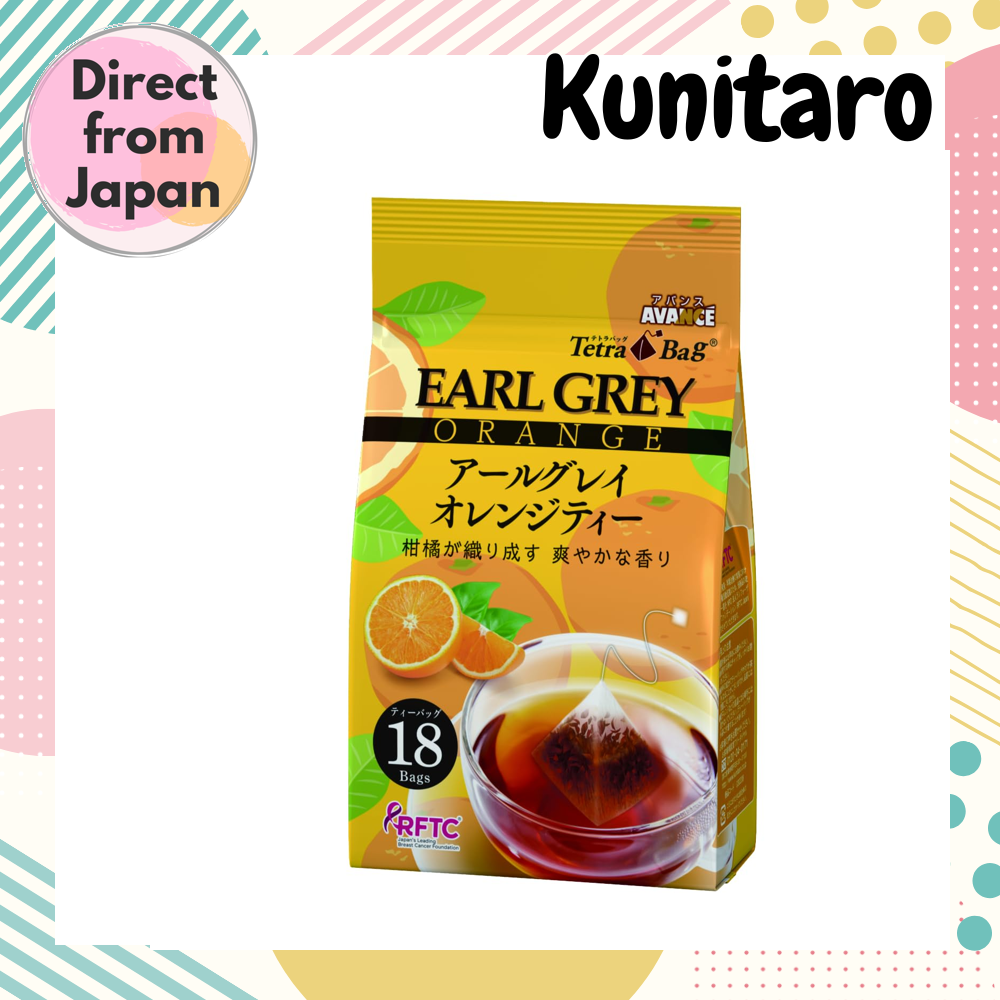 Direct
from
Japan
Kunitaro
アバンス
AVANCE
テトラバッグ
Tetra Bag®
EARL GREY
ORANGE
アールグレイ
オレンジティー
柑橘が織り成す 爽やかな香り
ティーバッグ
18
Bags
RFTC
Japan's Leading
Breast Cancer Foundation